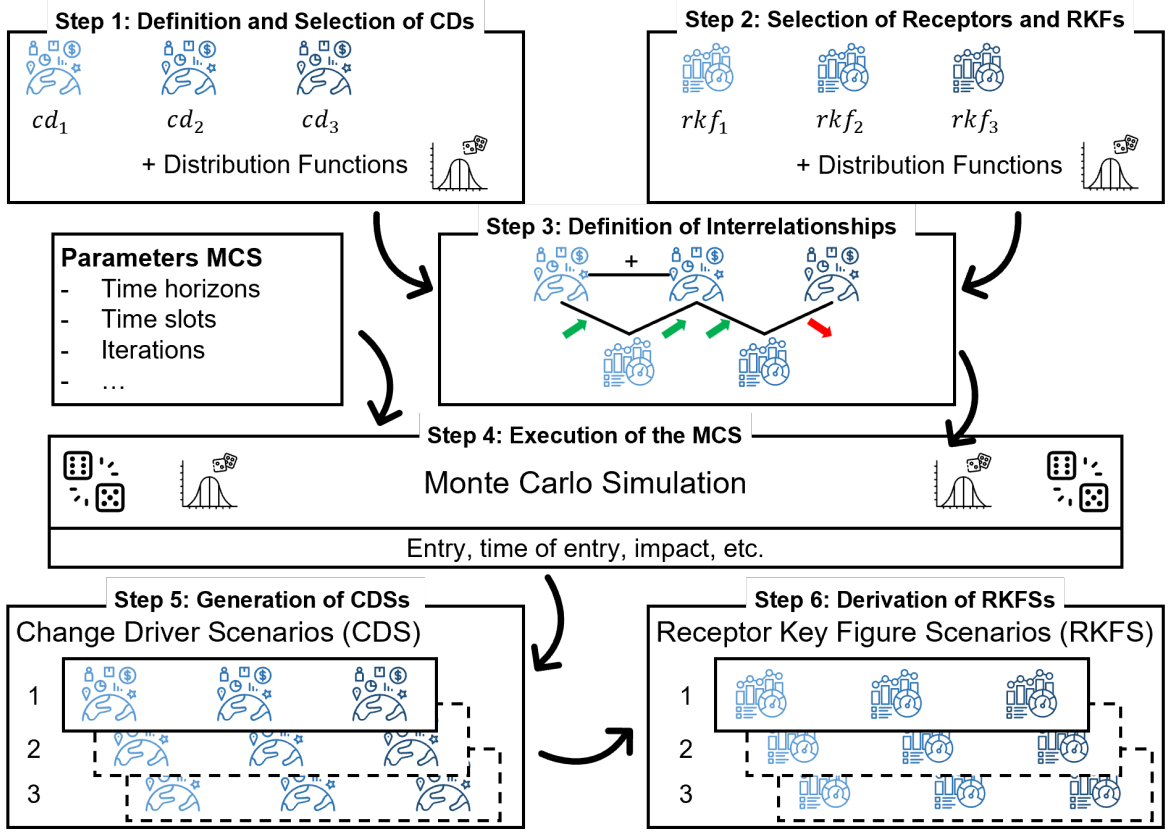 Step 1: Definition and Selection of CDs
cd₁ cd₂ cd₃
+ Distribution Functions
Step 2: Selection of Receptors and RKFs
rkf₁ rkf₂ rkf₃
+ Distribution Functions
Parameters MCS
- Time horizons
- Time slots
- Iterations
- …
Step 3: Definition of Interrelationships
+
Step 4: Execution of the MCS
Monte Carlo Simulation
Entry, time of entry, impact, etc.
Step 5: Generation of CDSs
Change Driver Scenarios (CDS)
1
2
3
Step 6: Derivation of RKFSs
Receptor Key Figure Scenarios (RKFS)
1
2
3